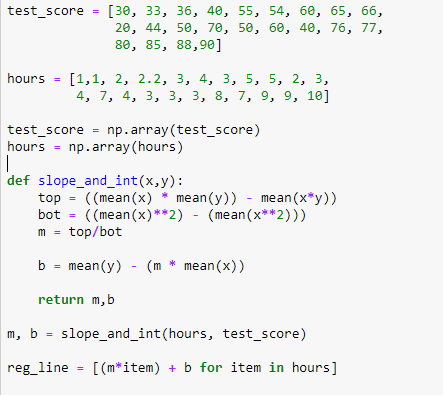 test_score = [30, 33, 36, 40, 55, 54, 60, 65, 66,
              20, 44, 50, 70, 50, 60, 40, 76, 77,
              80, 85, 88,90]
hours = [1,1, 2, 2.2, 3, 4, 3, 5, 5, 2, 3,
         4, 7, 4, 3, 3, 3, 8, 7, 9, 9, 10]
test_score = np.array(test_score)
hours = np.array(hours)
def slope_and_int(x,y):
    top = ((mean(x) * mean(y)) - mean(x*y))
    bot = ((mean(x)**2) - (mean(x**2)))
    m = top/bot
    b = mean(y) - (m * mean(x))
    return m,b
m, b = slope_and_int(hours, test_score)
reg_line = [(m*item) + b for item in hours]